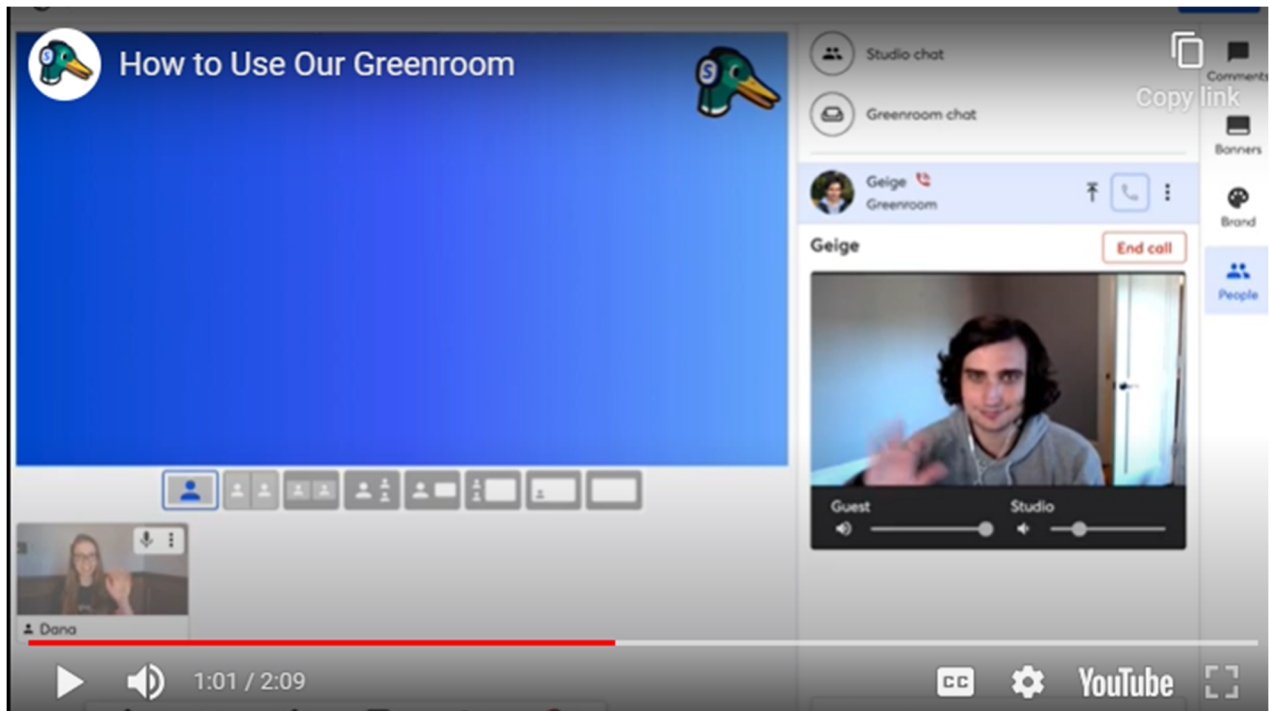 How to Use Our Greenroom
S
S
Studio chat
Greenroom chat
Copy link
Comments
Banners
Brand
People
Geige
Greenroom
Geige
End call
Guest
Studio
Dana
1:01 / 2:09
CC
YouTube